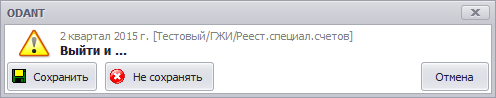 ODANT
2 квартал 2015 г. [Тестовый/ГЖИ/Реест.специал.счетов]
Выйти и ...
Сохранить Не сохранять Отмена